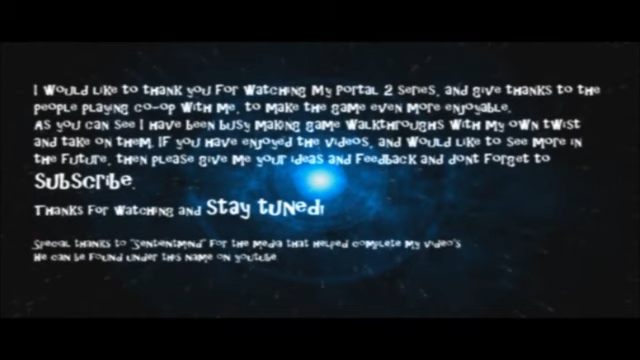 I would like to thank you for watching my Portal 2 series, and give thanks to the
people playing co-op with me, to make the game even more enjoyable.
As you can see I have been busy making game walkthroughs with my own twist
and take on them. If you have enjoyed the videos, and would like to see more in
the future, then please give me your ideas and feedback and dont forget to
Subscribe.
Thanks for watching and Stay tuned!
Special thanks to "Sententmind" for the media that helped complete my video's
He can be found under this name on youtube